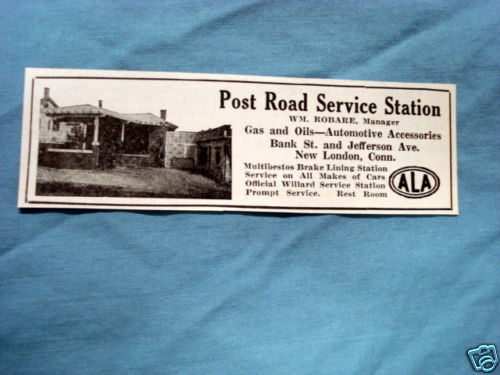 Post Road Service Station
WM. ROBARE, Manager
Gas and Oils—Automotive Accessories
Bank St. and Jefferson Ave.
New London, Conn.
Multibestos Brake Lining Station
Service on All Makes of Cars
Official Willard Service Station
Prompt Service. Rest Room
ALA